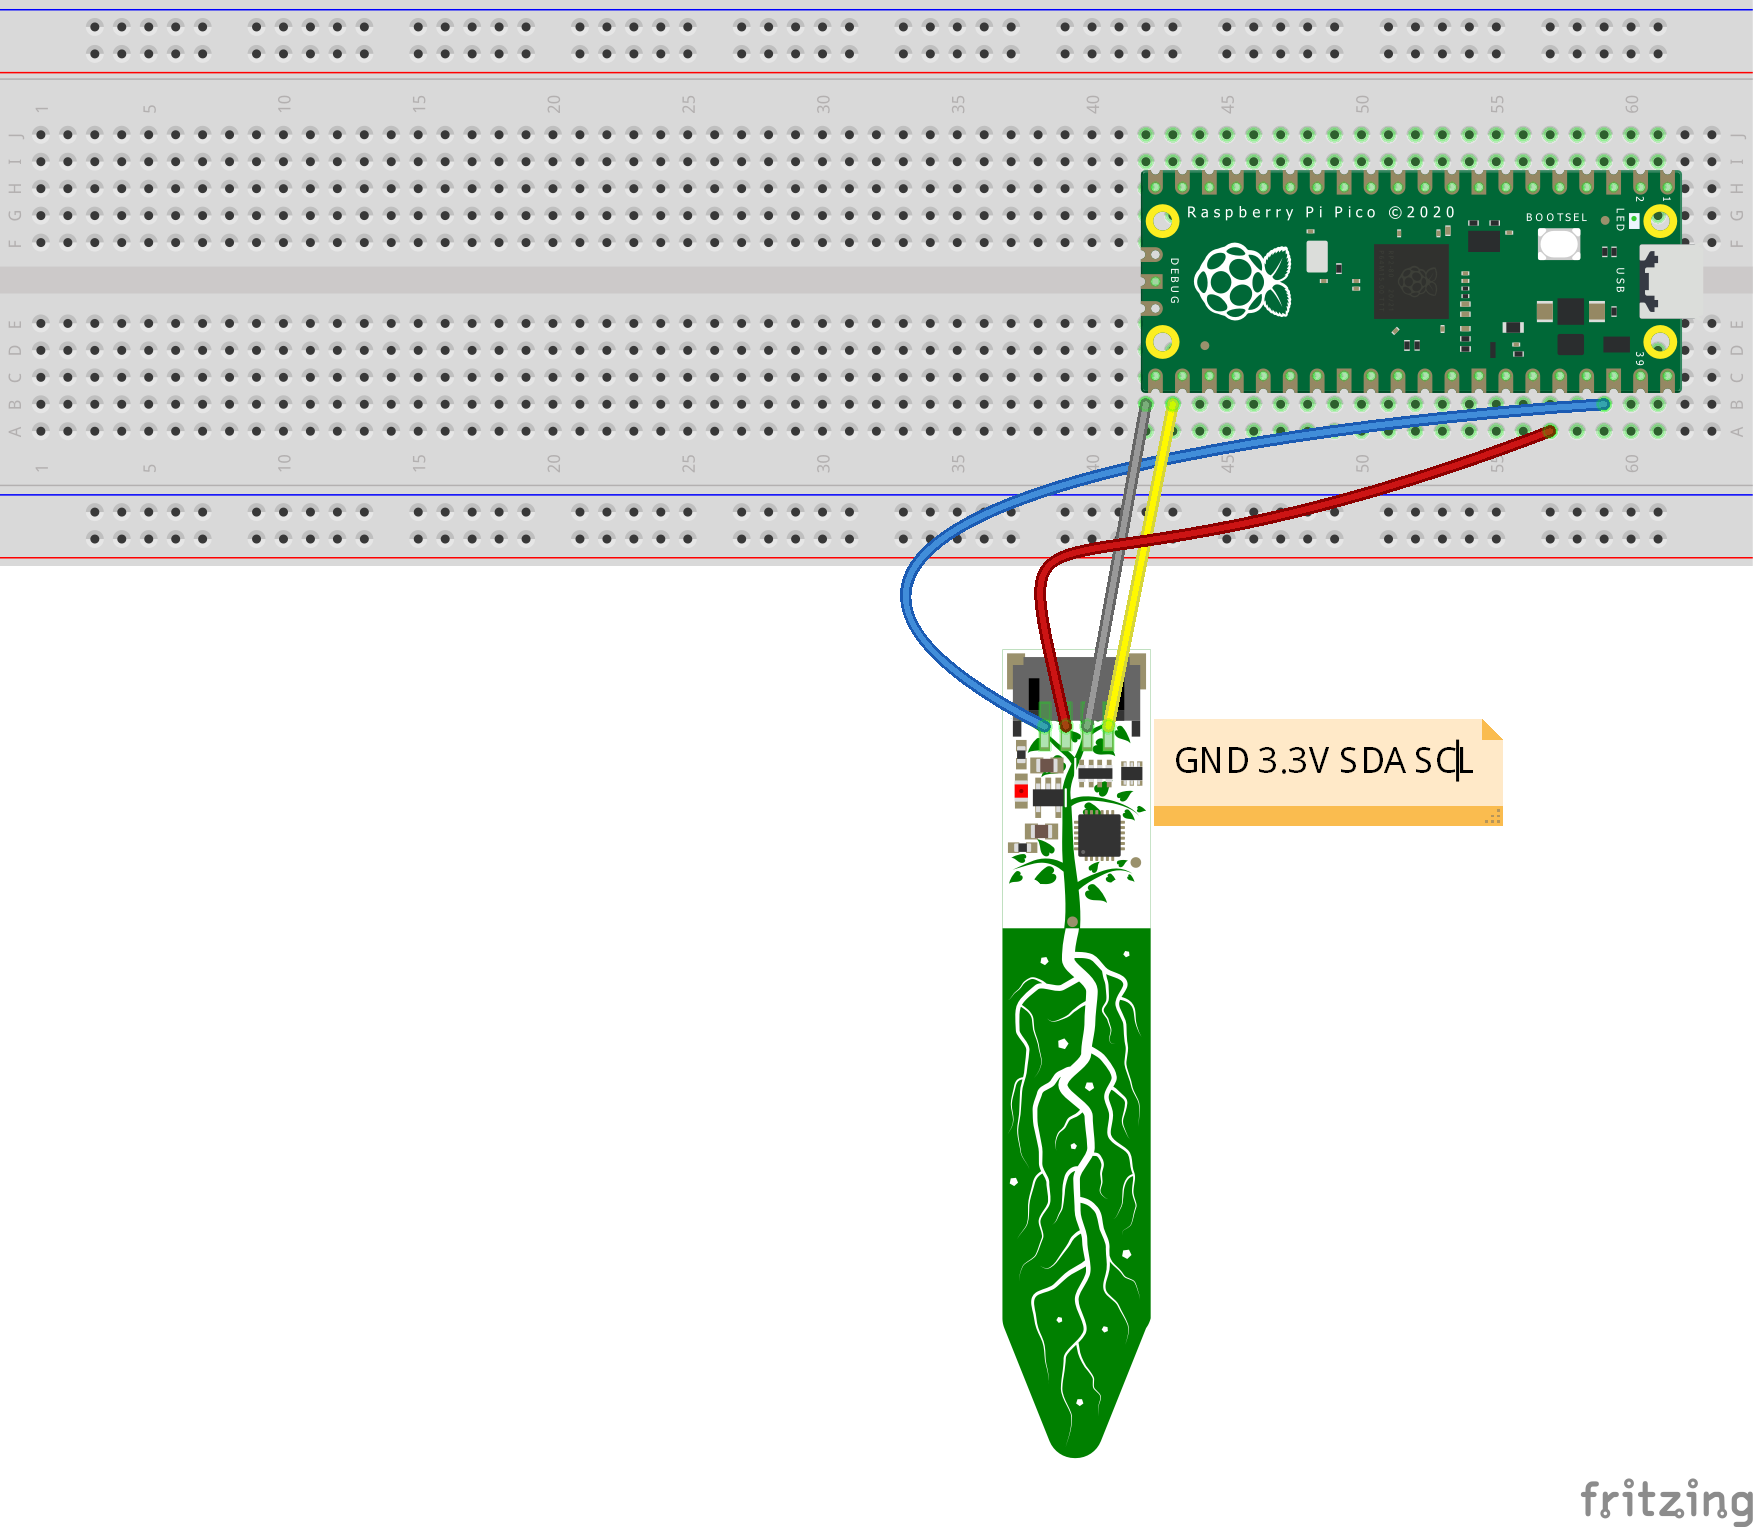 1 5 10 15 20 25 30 35 40 45 50 55 60
J J
I I
H H
G G
F F
Raspberry Pi Pico ©2020
BOOTSEL
LED
2
1
DEBUG
USB
39
E E
D D
C C
B B
A A
1 5 10 15 20 25 30 35 40 45 50 55 60
GND 3.3V SDA SCL
fritzing